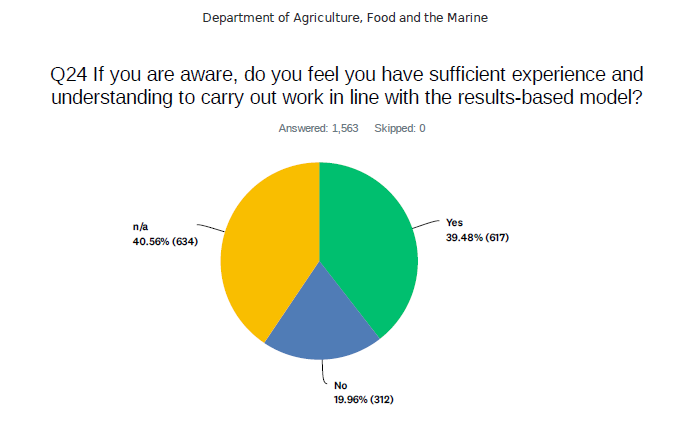 Department of Agriculture, Food and the Marine
Q24 If you are aware, do you feel you have sufficient experience and
understanding to carry out work in line with the results-based model?
Answered: 1,563 Skipped: 0
n/a
40.56% (634)
Yes
39.48% (617)
No
19.96% (312)